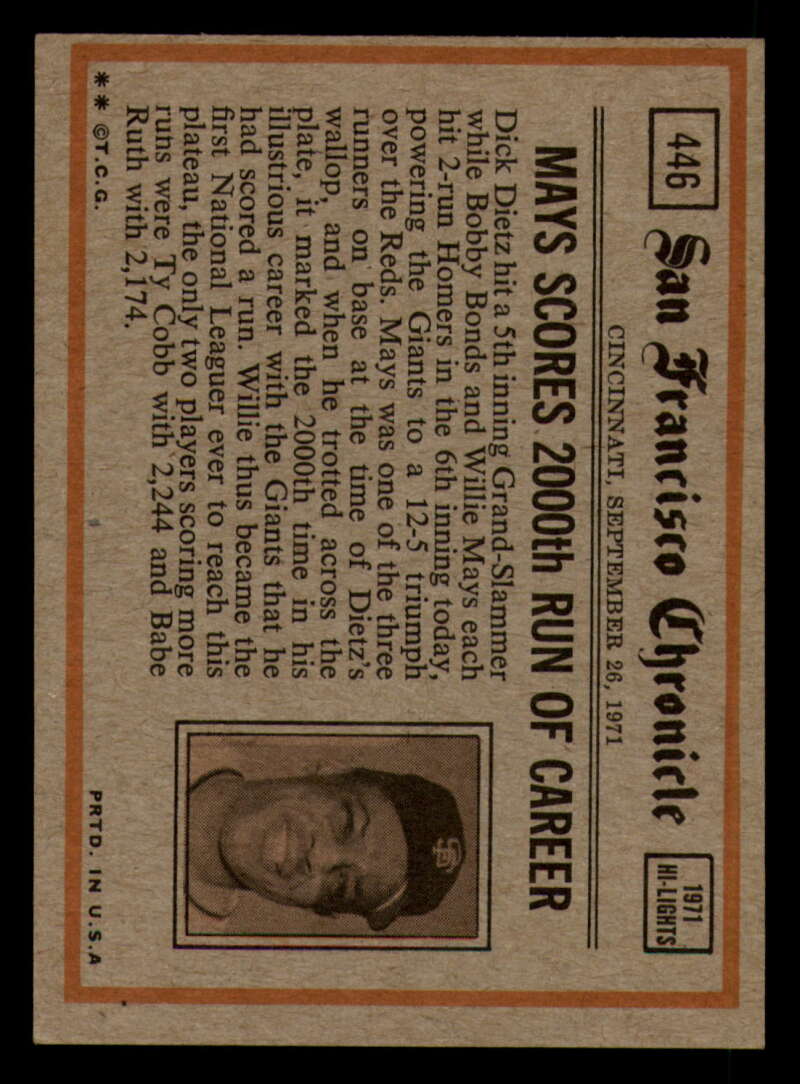 446
San Francisco Chronicle
1971
HI-LIGHTS
CINCINNATI, SEPTEMBER 26, 1971
MAYS SCORES 2000th RUN OF CAREER
Dick Dietz hit a 5th inning Grand-Slammer
while Bobby Bonds and Willie Mays each
hit 2-run Homers in the 6th inning today,
powering the Giants to a 12-5 triumph
over the Reds. Mays was one of the three
runners on base at the time of Dietz's
wallop, and when he trotted across the
plate, it marked the 2000th time in his
illustrious career with the Giants that he
had scored a run. Willie thus became the
first National Leaguer ever to reach this
plateau, the only two players scoring more
runs were Ty Cobb with 2,244 and Babe
Ruth with 2,174.
SF
** ©T.C.G.
PRTD. IN U.S.A